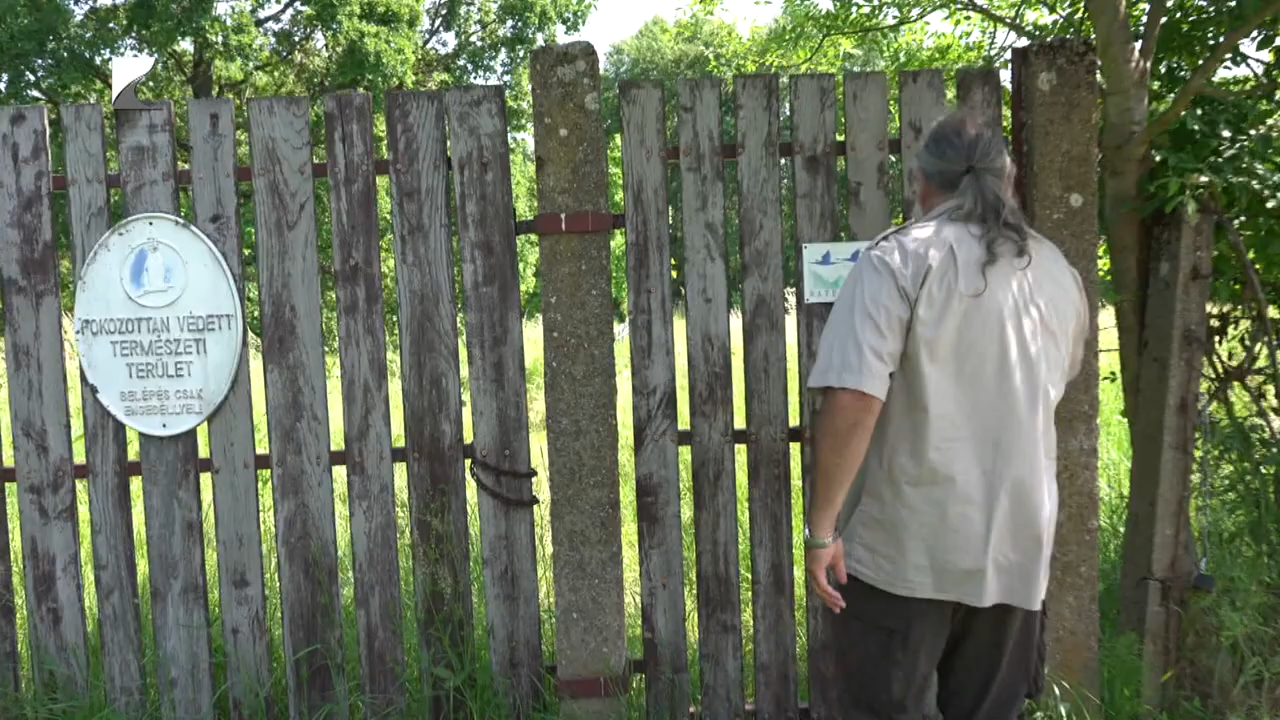 FOKOZOTTAN VÉDETT
TERMÉSZETI
TERÜLET
BELÉPÉS CSAK
ENGEDÉLLYEL!